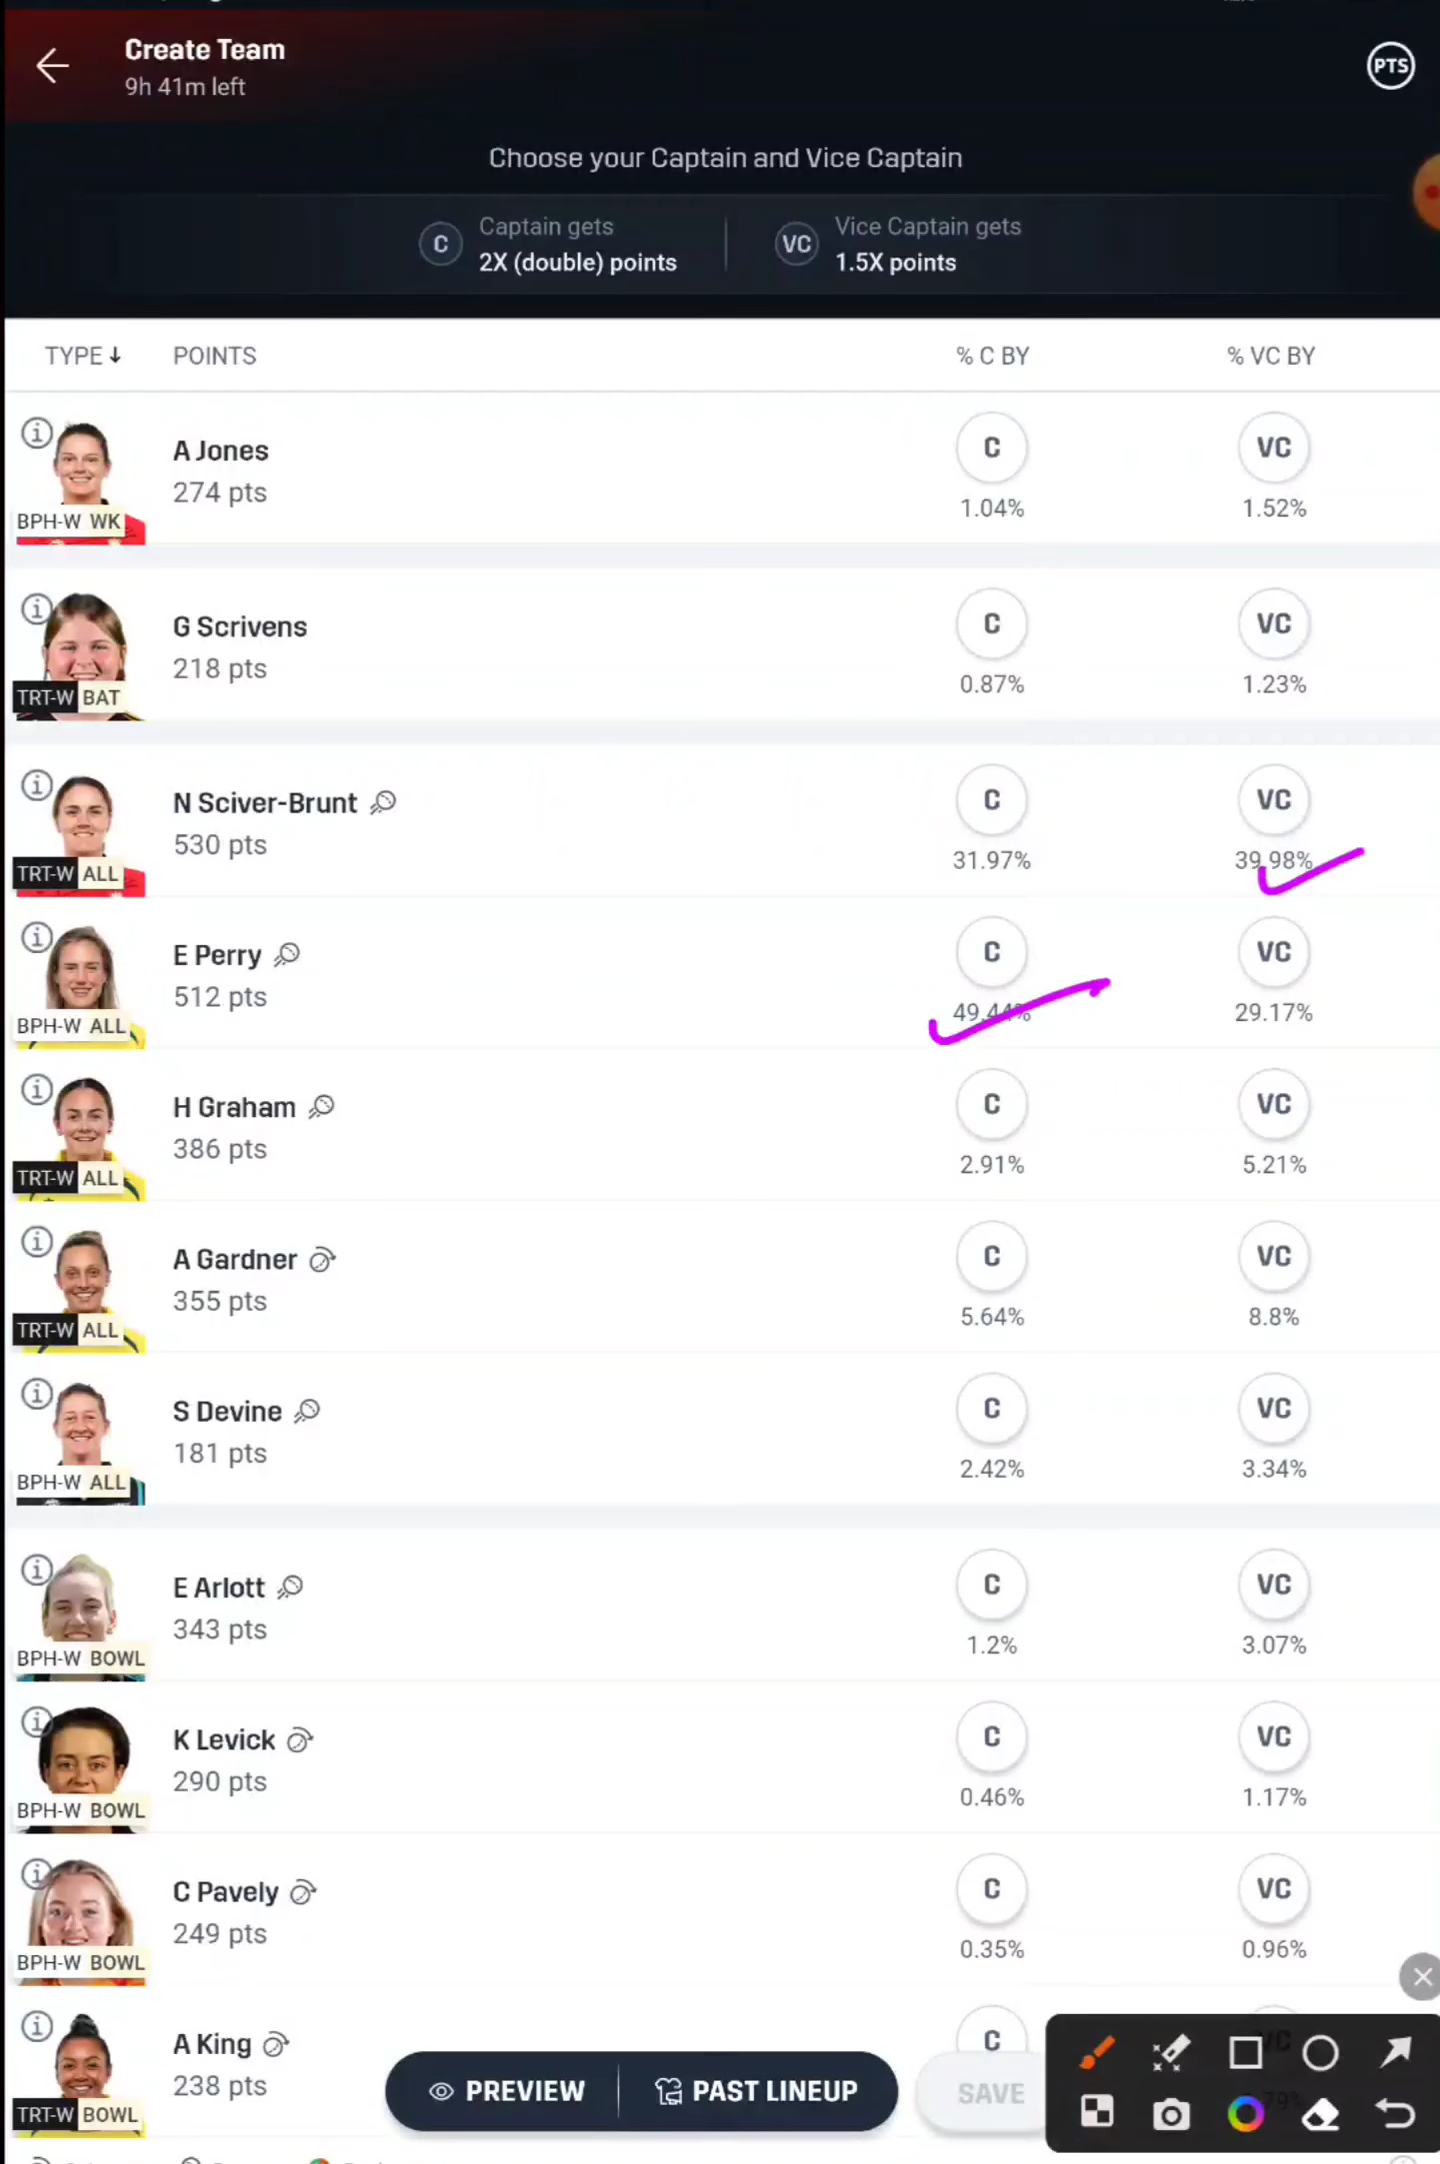 Create Team
9h 41m left
PTS
Choose your Captain and Vice Captain
C Captain gets 2X (double) points
VC Vice Captain gets 1.5X points
TYPE POINTS % C BY % VC BY
A Jones C VC
274 pts 1.04% 1.52%
BPH-W WK
G Scrivens C VC
218 pts 0.87% 1.23%
TRT-W BAT
N Sciver-Brunt C VC
530 pts 31.97% 39.98%
TRT-W ALL
E Perry C VC
512 pts 49.44% 29.17%
BPH-W ALL
H Graham C VC
386 pts 2.91% 5.21%
TRT-W ALL
A Gardner C VC
355 pts 5.64% 8.8%
TRT-W ALL
S Devine C VC
181 pts 2.42% 3.34%
BPH-W ALL
E Arlott C VC
343 pts 1.2% 3.07%
BPH-W BOWL
K Levick C VC
290 pts 0.46% 1.17%
BPH-W BOWL
C Pavely C VC
249 pts 0.35% 0.96%
BPH-W BOWL
A King C VC
238 pts
TRT-W BOWL
PREVIEW PAST LINEUP SAVE